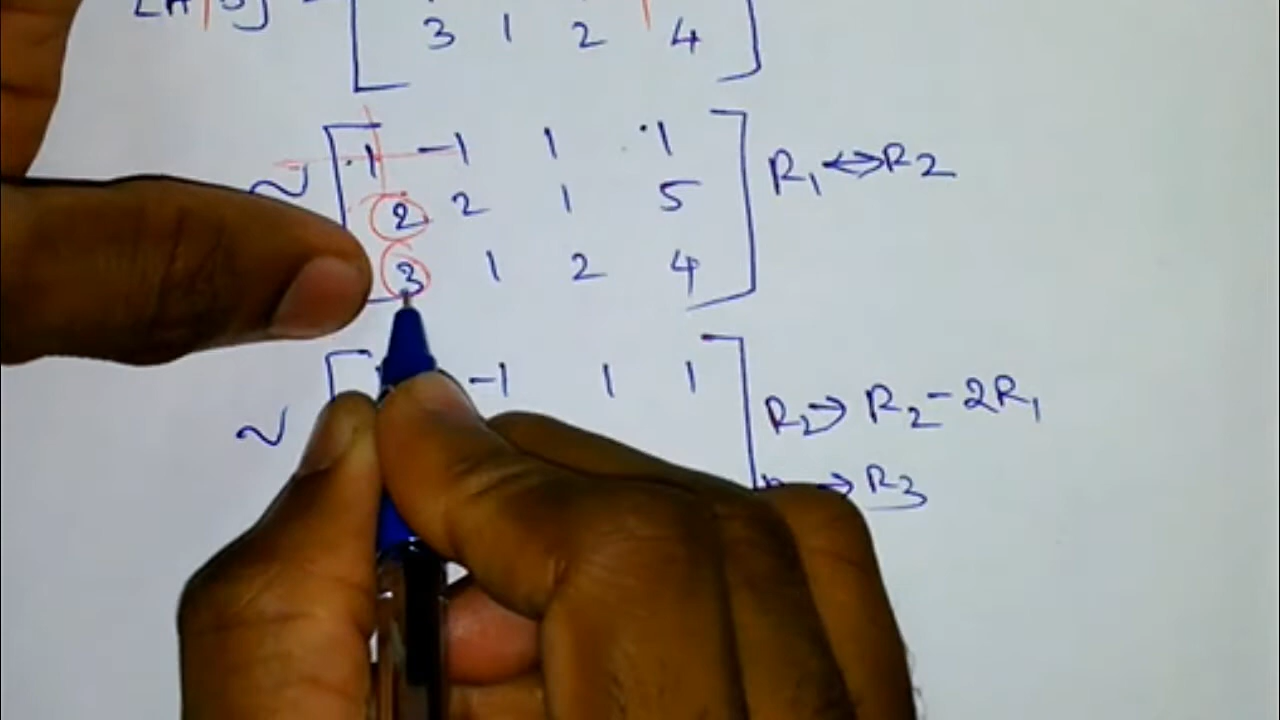 3 1 2 4
~ 1 -1 1 1 R1 ↔ R2
2 2 1 5
3 1 2 4
~ -1 1 1 R2 → R2 - 2R1
→ R3